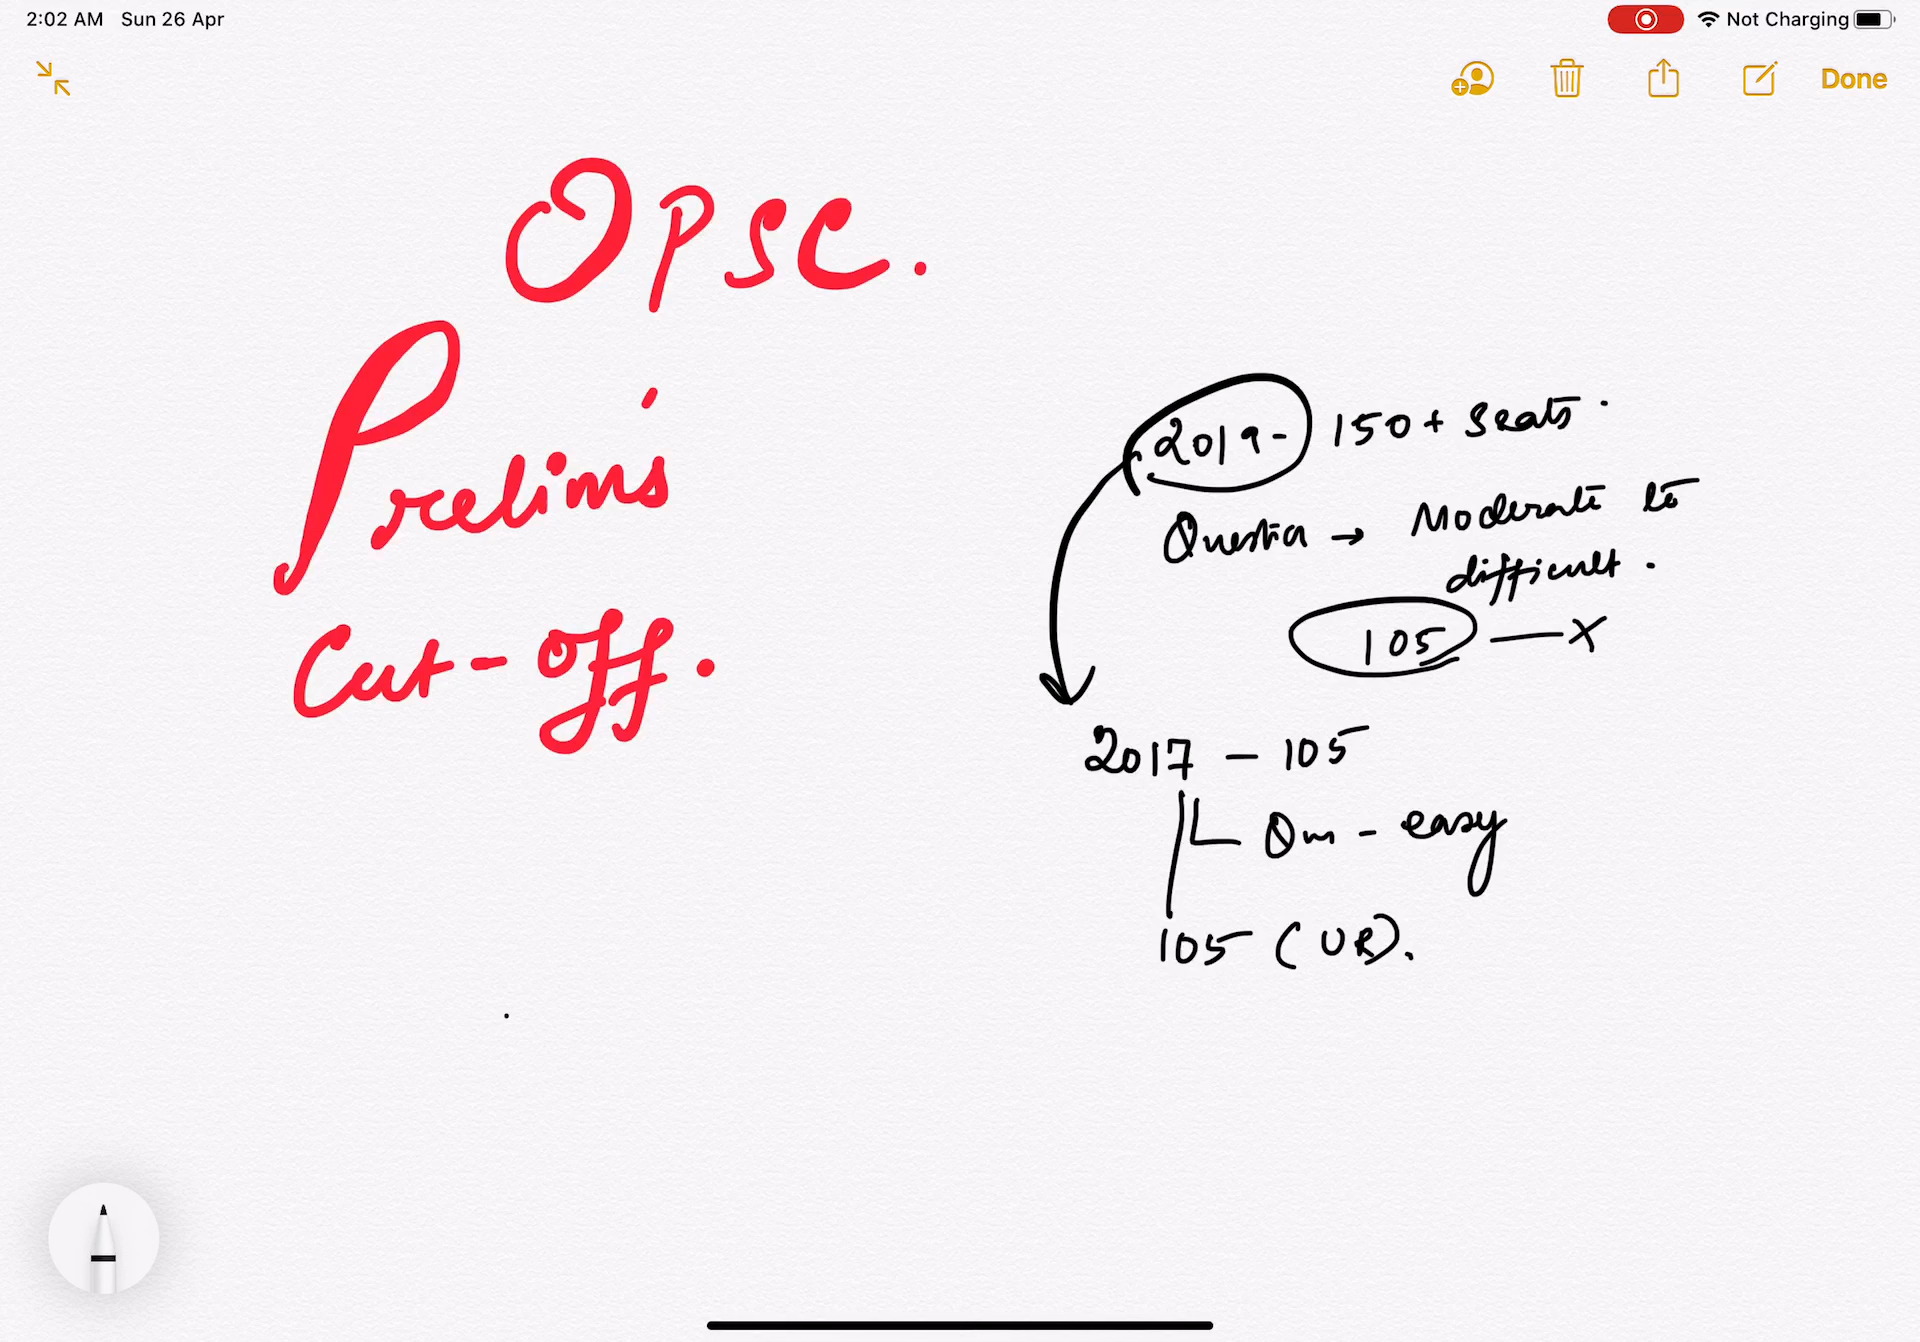 2:02 AM Sun 26 Apr
Not Charging
Done
OPSC.
Prelims
Cut-off.
2019- 150+ Seats.
Question → Moderate to
difficult.
105 — X
2017 - 105
Qn - easy
105 (UR).